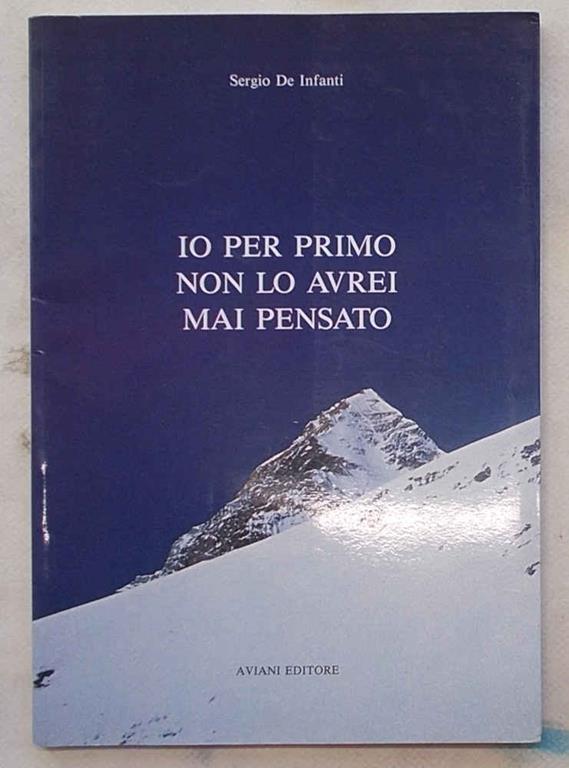 Sergio De Infanti
IO PER PRIMO
NON LO AVREI
MAI PENSATO
AVIANI EDITORE